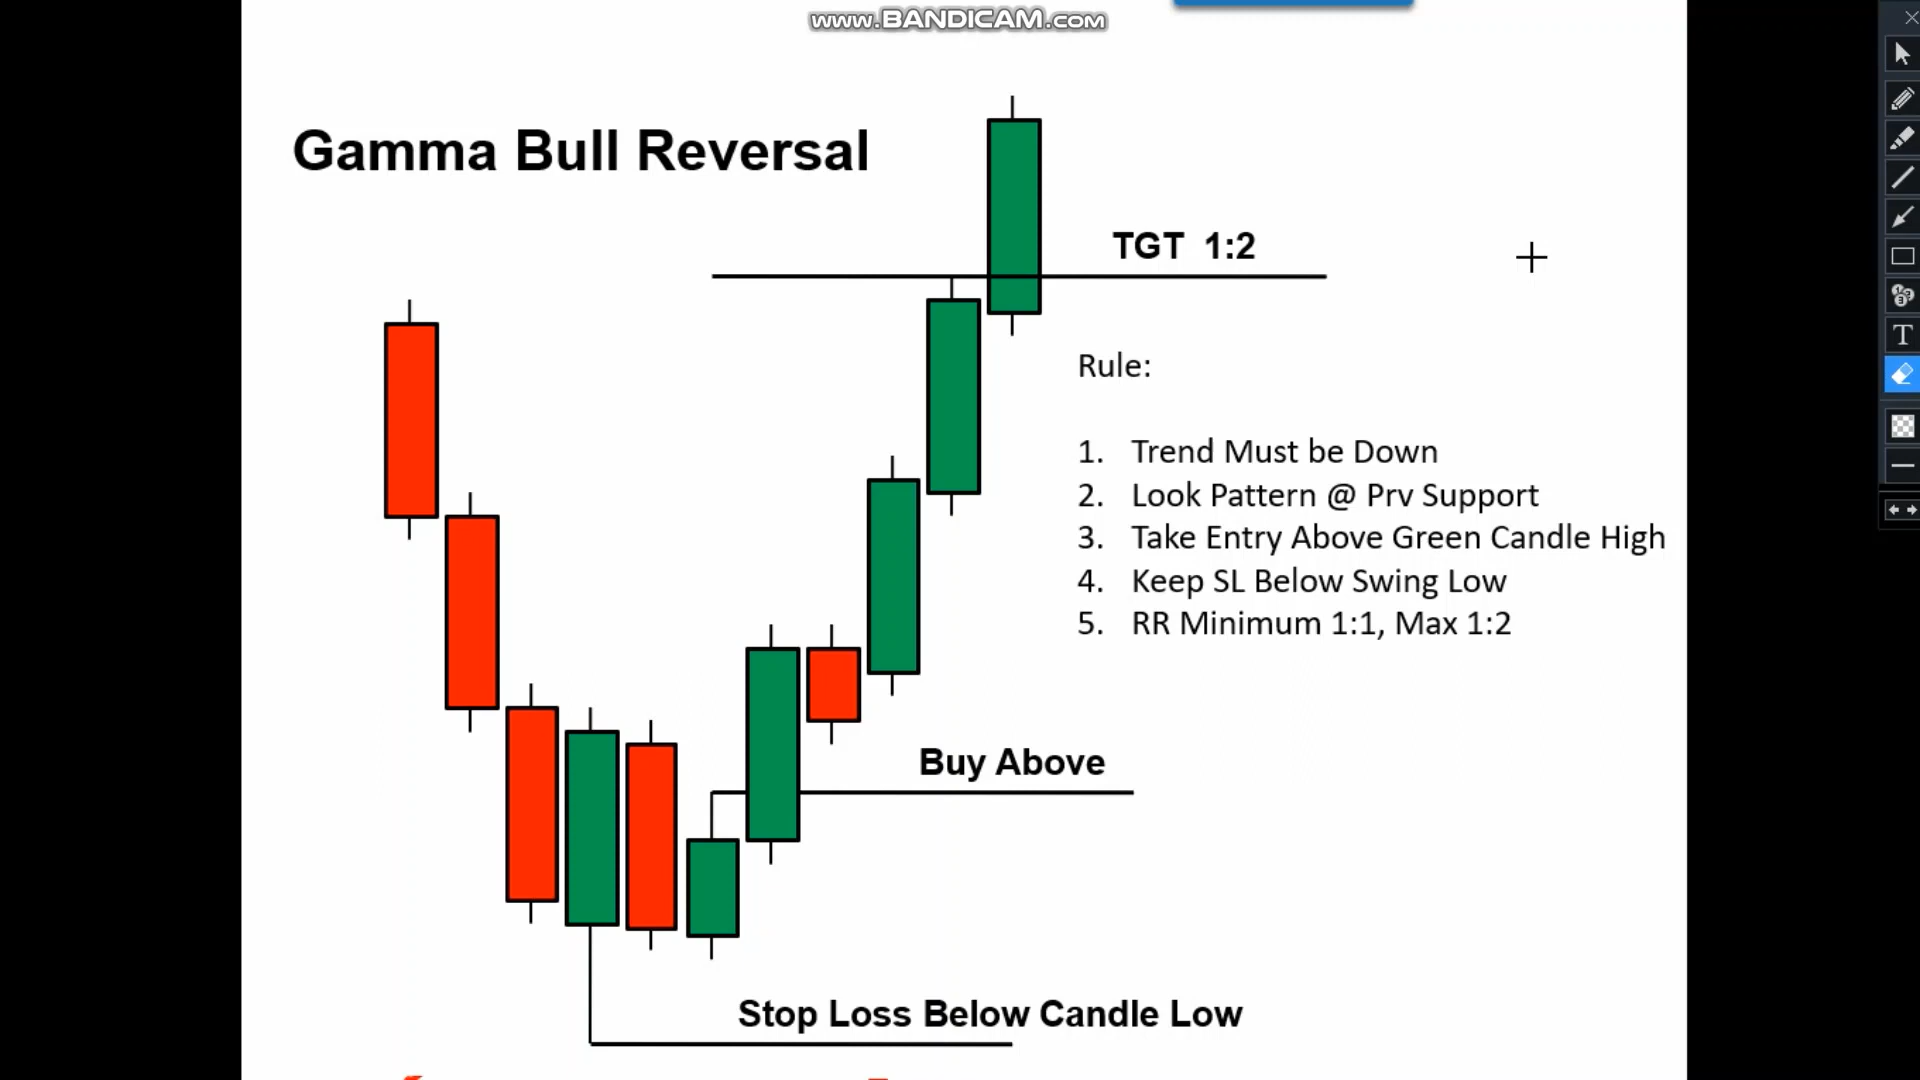 www.BANDICAM.com
Gamma Bull Reversal
TGT 1:2
Rule:
1. Trend Must be Down
2. Look Pattern @ Prv Support
3. Take Entry Above Green Candle High
4. Keep SL Below Swing Low
5. RR Minimum 1:1, Max 1:2
Buy Above
Stop Loss Below Candle Low